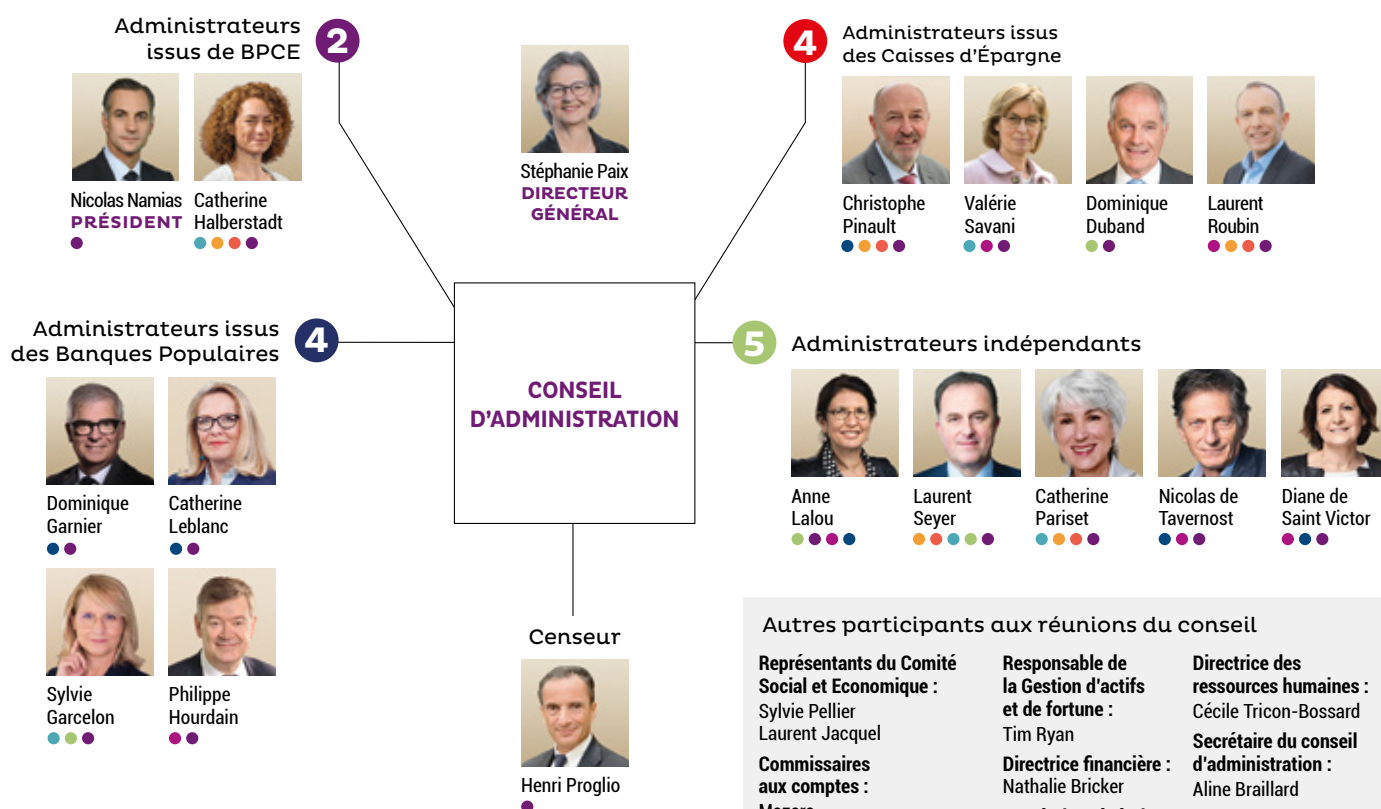 Administrateurs
issus de BPCE
2
Nicolas Namias
PRÉSIDENT
Catherine
Halberstadt
Stéphanie Paix
DIRECTEUR
GÉNÉRAL
4
Administrateurs issus
des Caisses d'Épargne
Christophe
Pinault
Valérie
Savani
Dominique
Duband
Laurent
Roubin
Administrateurs issus
des Banques Populaires
4
Dominique
Garnier
Catherine
Leblanc
Sylvie
Garcelon
Philippe
Hourdain
CONSEIL
D'ADMINISTRATION
5
Administrateurs indépendants
Anne
Lalou
Laurent
Seyer
Catherine
Pariset
Nicolas de
Tavernost
Diane de
Saint Victor
Censeur
Henri Proglio
Autres participants aux réunions du conseil
Représentants du Comité
Social et Economique :
Sylvie Pellier
Laurent Jacquel
Commissaires
aux comptes :
Responsable de
la Gestion d'actifs
et de fortune :
Tim Ryan
Directrice financière :
Nathalie Bricker
Directrice des
ressources humaines :
Cécile Tricon-Bossard
Secrétaire du conseil
d'administration :
Aline Braillard